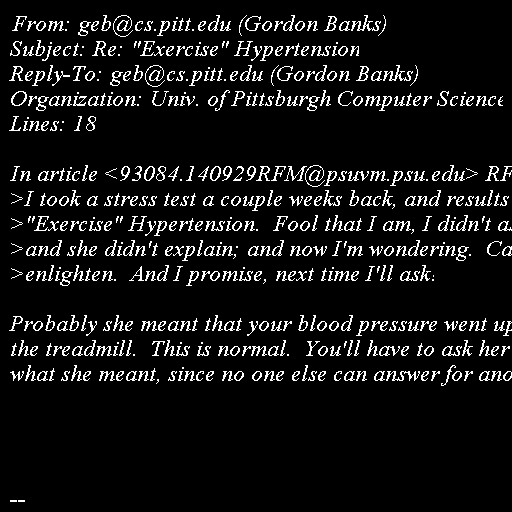 From: geb@cs.pitt.edu (Gordon Banks)
Subject: Re: "Exercise" Hypertension
Reply-To: geb@cs.pitt.edu (Gordon Banks)
Organization: Univ. of Pittsburgh Computer Science
Lines: 18
In article <93084.140929RFM@psuvm.psu.edu> RF
>I took a stress test a couple weeks back, and results
>"Exercise" Hypertension.  Fool that I am, I didn't as
>and she didn't explain; and now I'm wondering.  Ca
>enlighten.  And I promise, next time I'll ask.
Probably she meant that your blood pressure went up
the treadmill.  This is normal.  You'll have to ask her
what she meant, since no one else can answer for ano
--